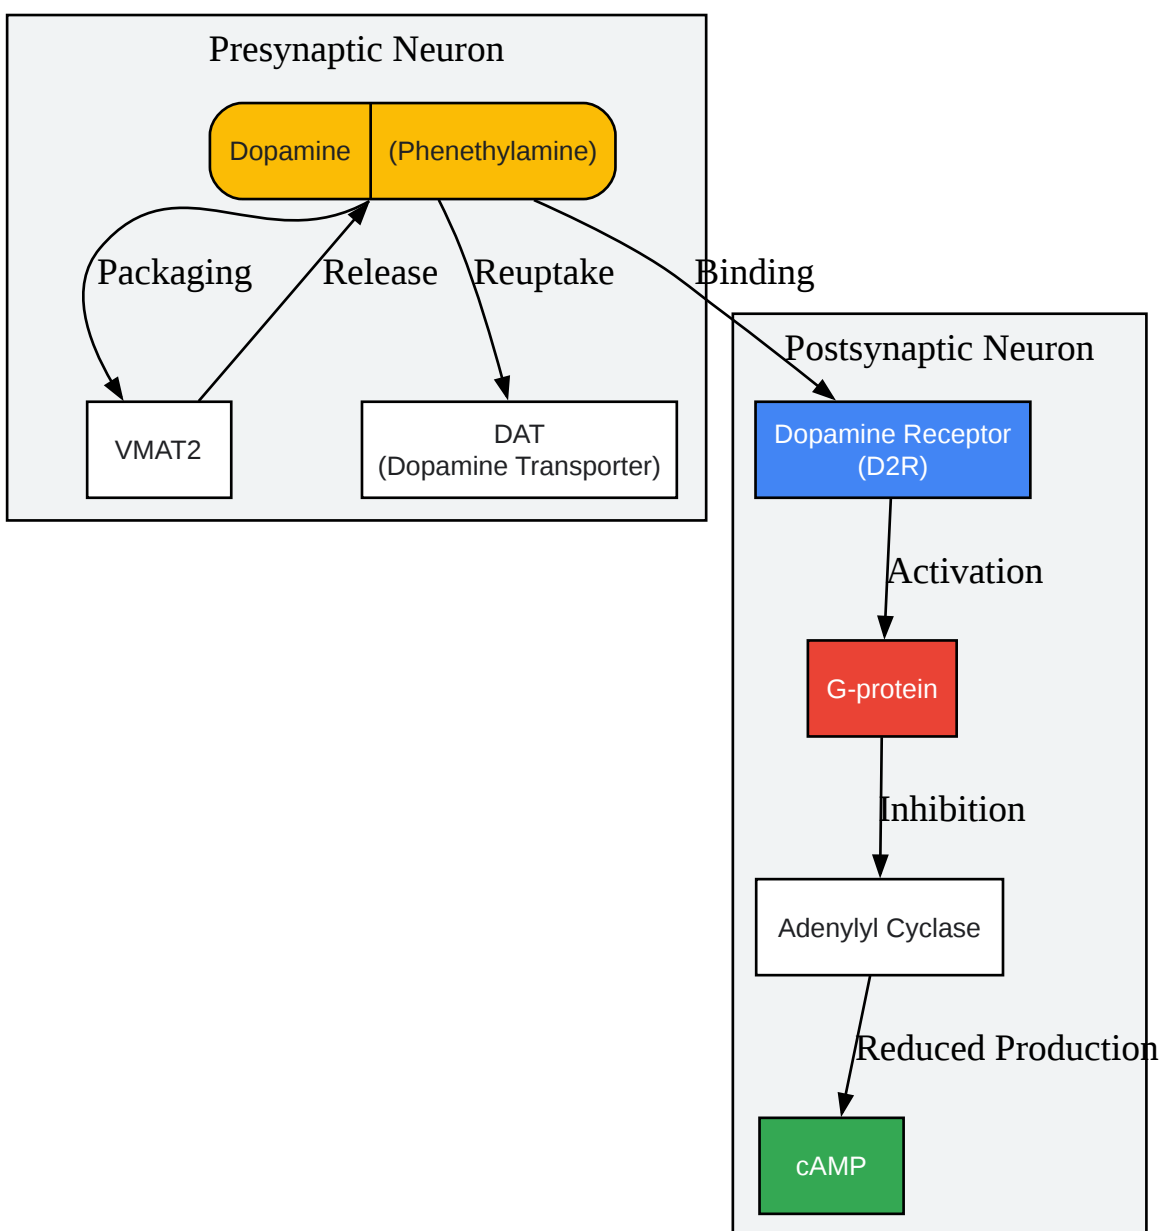 Presynaptic Neuron
Dopamine
(Phenethylamine)
Packaging
Release
Reuptake
Binding
VMAT2
DAT
(Dopamine Transporter)
Postsynaptic Neuron
Dopamine Receptor
(D2R)
Activation
G-protein
Inhibition
Adenylyl Cyclase
Reduced Production
cAMP